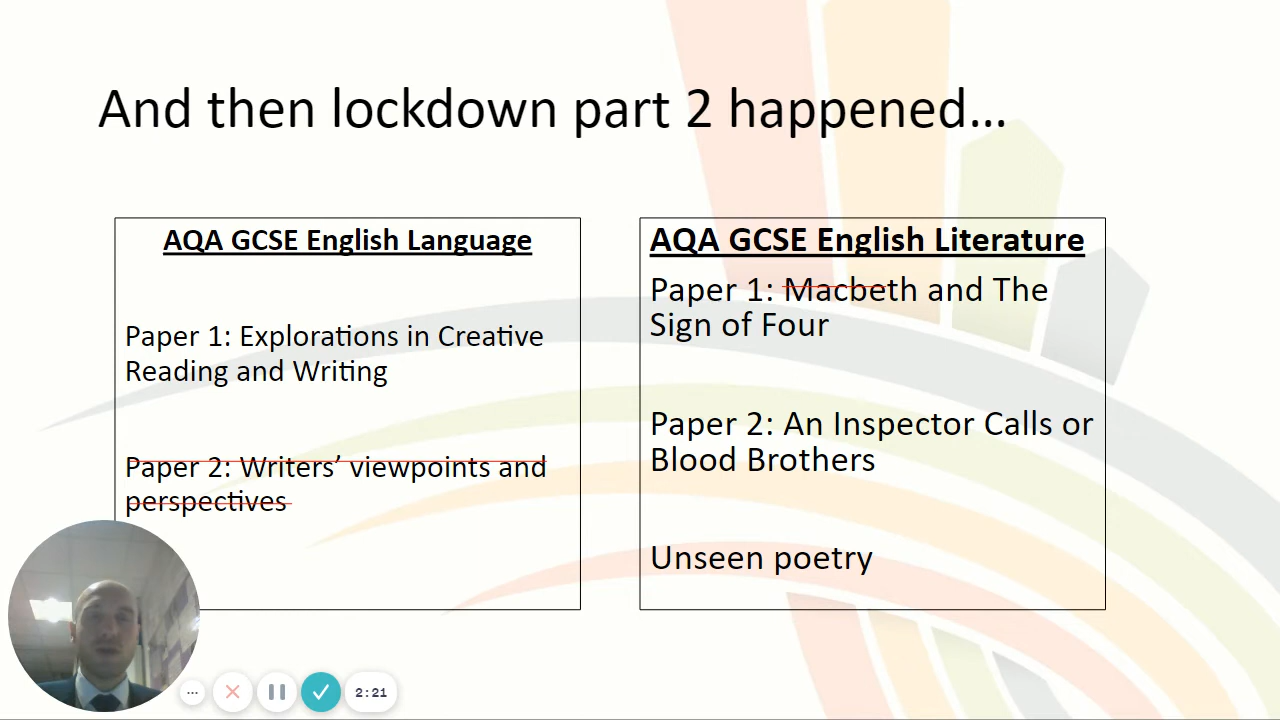 And then lockdown part 2 happened...
AQA GCSE English Language
Paper 1: Explorations in Creative
Reading and Writing
Paper 2: Writers’ viewpoints and
perspectives
AQA GCSE English Literature
Paper 1: Macbeth and The
Sign of Four
Paper 2: An Inspector Calls or
Blood Brothers
Unseen poetry
2:21